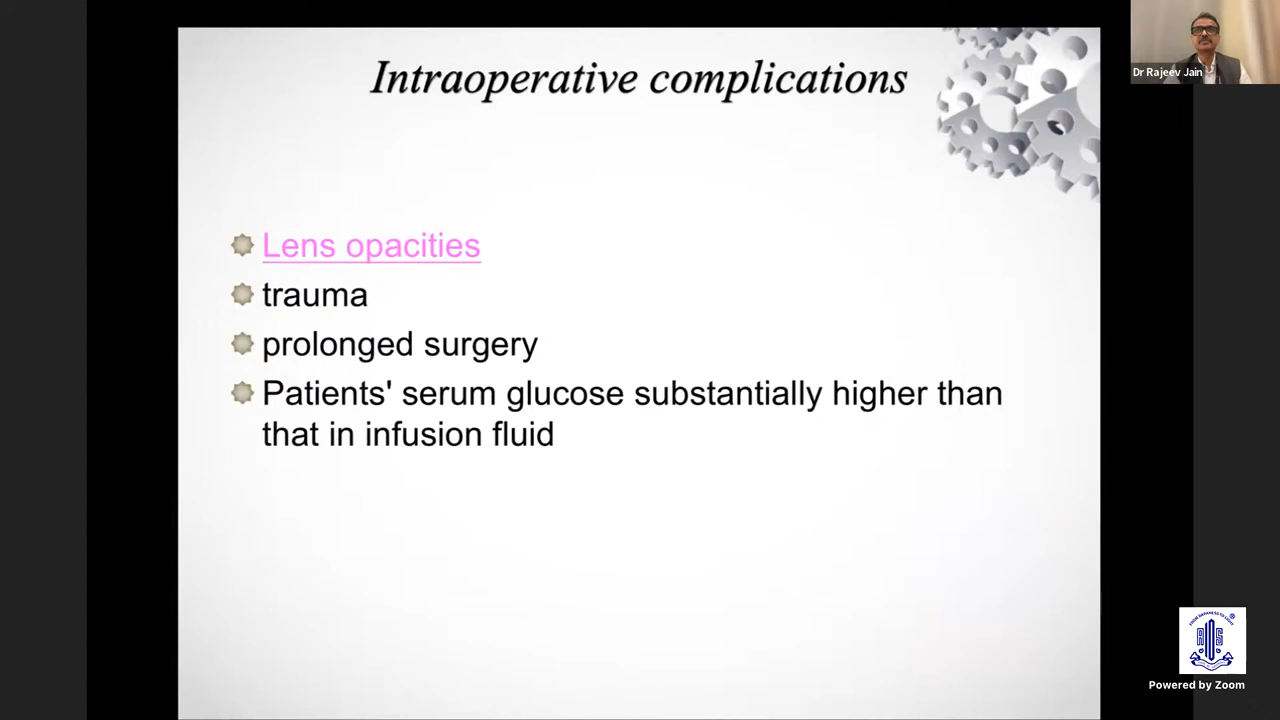 Intraoperative complications
Dr Rajeev Jain
Lens opacities
trauma
prolonged surgery
Patients' serum glucose substantially higher than
that in infusion fluid
Powered by Zoom